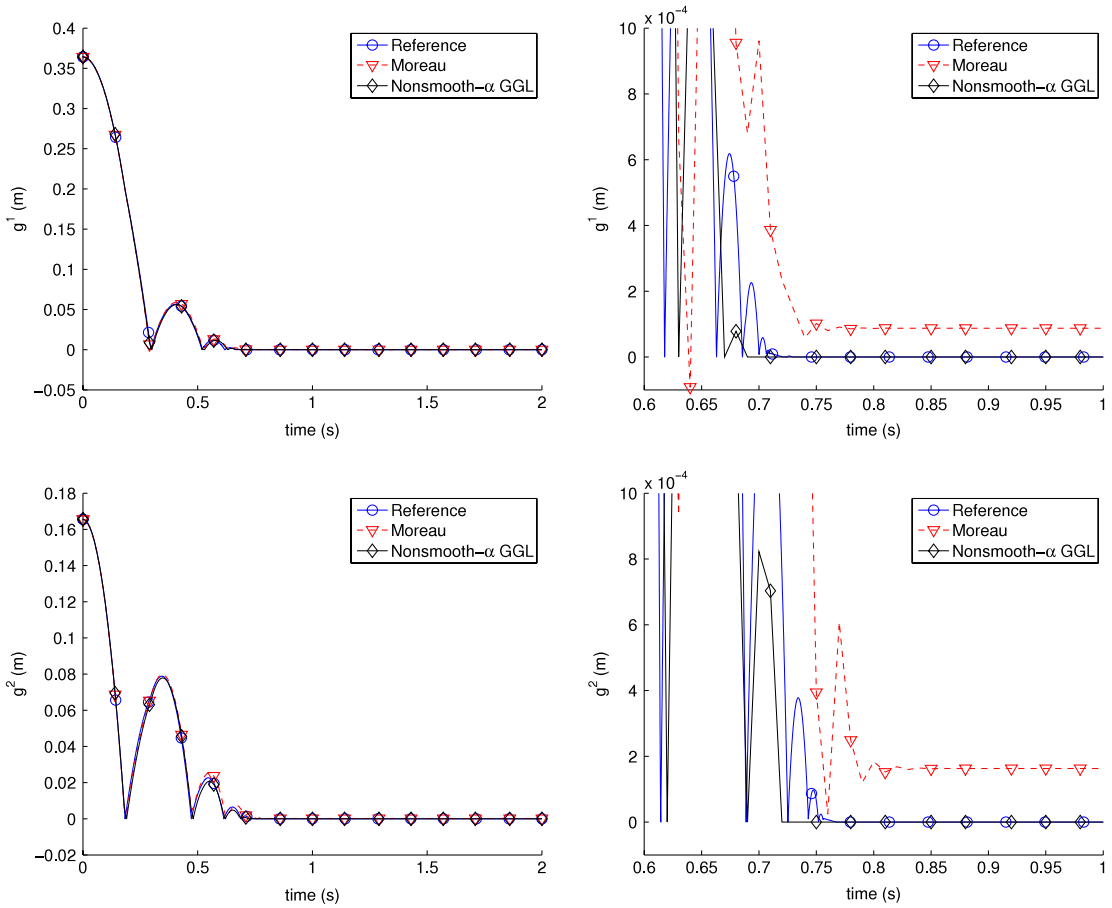 0.4
0.35
0.3
0.25
0.2
0.15
0.1
0.05
0
−0.05
g¹ (m)
0
0.5
1
1.5
2
time (s)
Reference
Moreau
Nonsmooth−α GGL
x 10⁻⁴
10
8
6
4
2
0
g¹ (m)
0.6
0.65
0.7
0.75
0.8
0.85
0.9
0.95
1
time (s)
Reference
Moreau
Nonsmooth−α GGL
0.18
0.16
0.14
0.12
0.1
0.08
0.06
0.04
0.02
0
−0.02
g² (m)
0
0.5
1
1.5
2
time (s)
Reference
Moreau
Nonsmooth−α GGL
x 10⁻⁴
10
8
6
4
2
0
g² (m)
0.6
0.65
0.7
0.75
0.8
0.85
0.9
0.95
1
time (s)
Reference
Moreau
Nonsmooth−α GGL